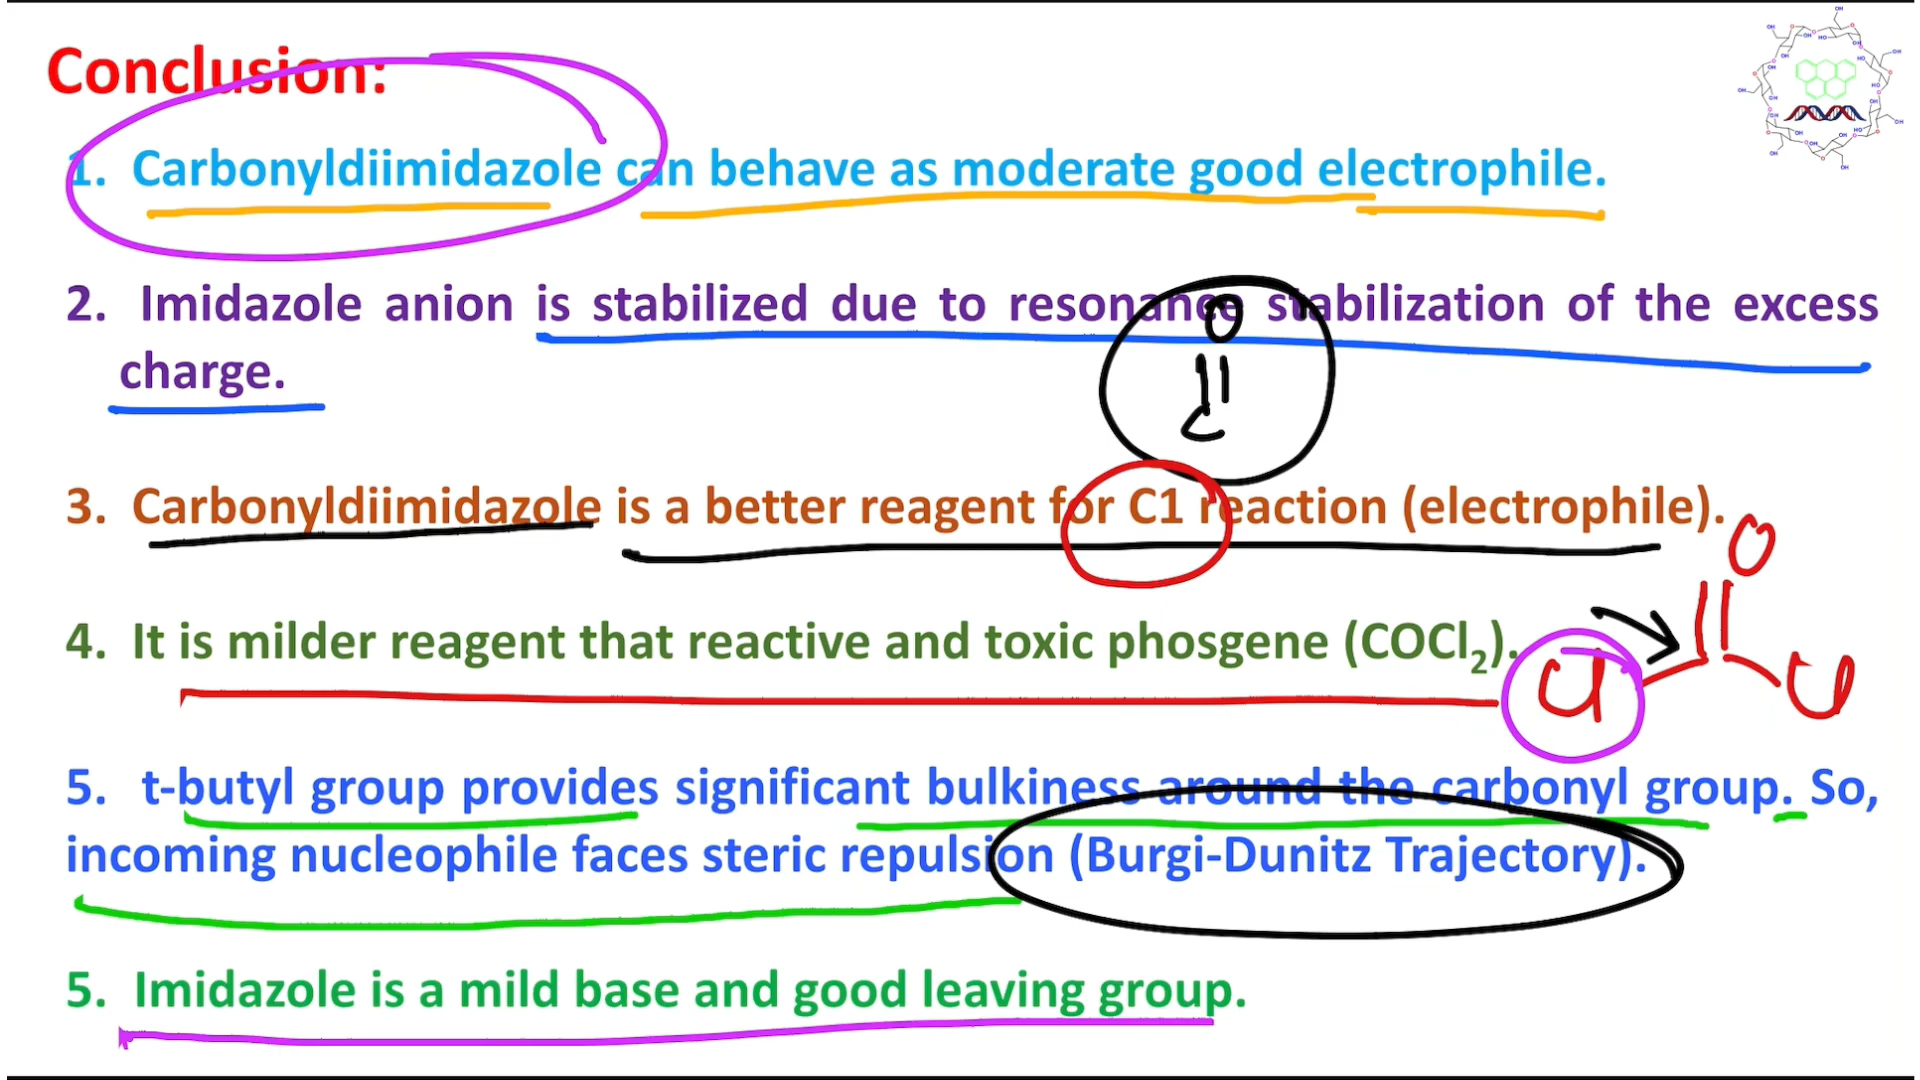 Conclusion:
1. Carbonyldiimidazole can behave as moderate good electrophile.
2. Imidazole anion is stabilized due to resonance stabilization of the excess
charge.
O
C
3. Carbonyldiimidazole is a better reagent for C1 reaction (electrophile).
O
4. It is milder reagent that reactive and toxic phosgene (COCl₂).
Cl Cl
5. t-butyl group provides significant bulkiness around the carbonyl group. So,
incoming nucleophile faces steric repulsion (Burgi-Dunitz Trajectory).
5. Imidazole is a mild base and good leaving group.